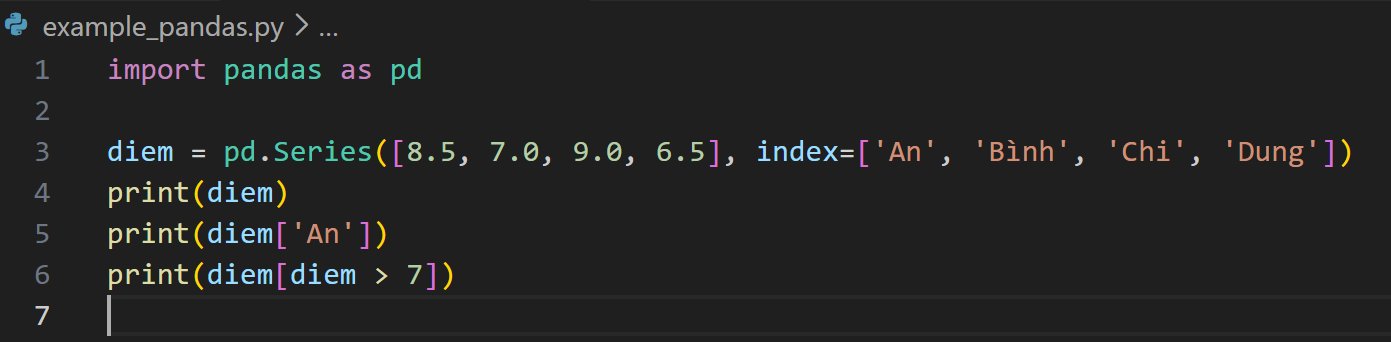 example_pandas.py > ...
1 import pandas as pd
2
3 diem = pd.Series([8.5, 7.0, 9.0, 6.5], index=['An', 'Bình', 'Chi', 'Dung'])
4 print(diem)
5 print(diem['An'])
6 print(diem[diem > 7])
7